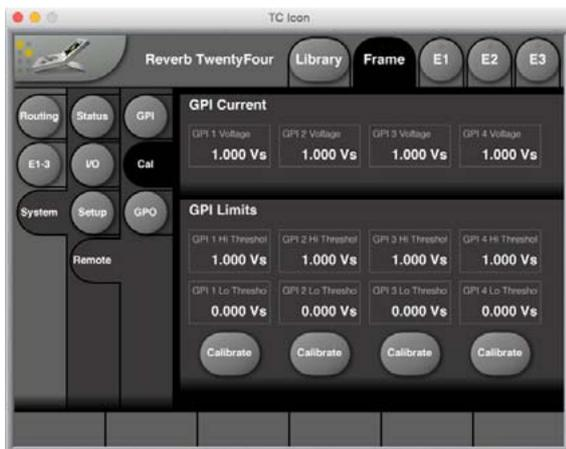 TC Icon
Reverb TwentyFour Library Frame E1 E2 E3
Routing Status GPI
E1-3 I/O Cal
System Setup GPO
Remote
GPI Current
GPI 1 Voltage GPI 2 Voltage GPI 3 Voltage GPI 4 Voltage
1.000 Vs 1.000 Vs 1.000 Vs 1.000 Vs
GPI Limits
GPI 1 Hi Threshol GPI 2 Hi Threshol GPI 3 Hi Threshol GPI 4 Hi Threshol
1.000 Vs 1.000 Vs 1.000 Vs 1.000 Vs
GPI 1 Lo Thresho GPI 2 Lo Thresho GPI 3 Lo Thresho GPI 4 Lo Thresho
0.000 Vs 0.000 Vs 0.000 Vs 0.000 Vs
Calibrate Calibrate Calibrate Calibrate